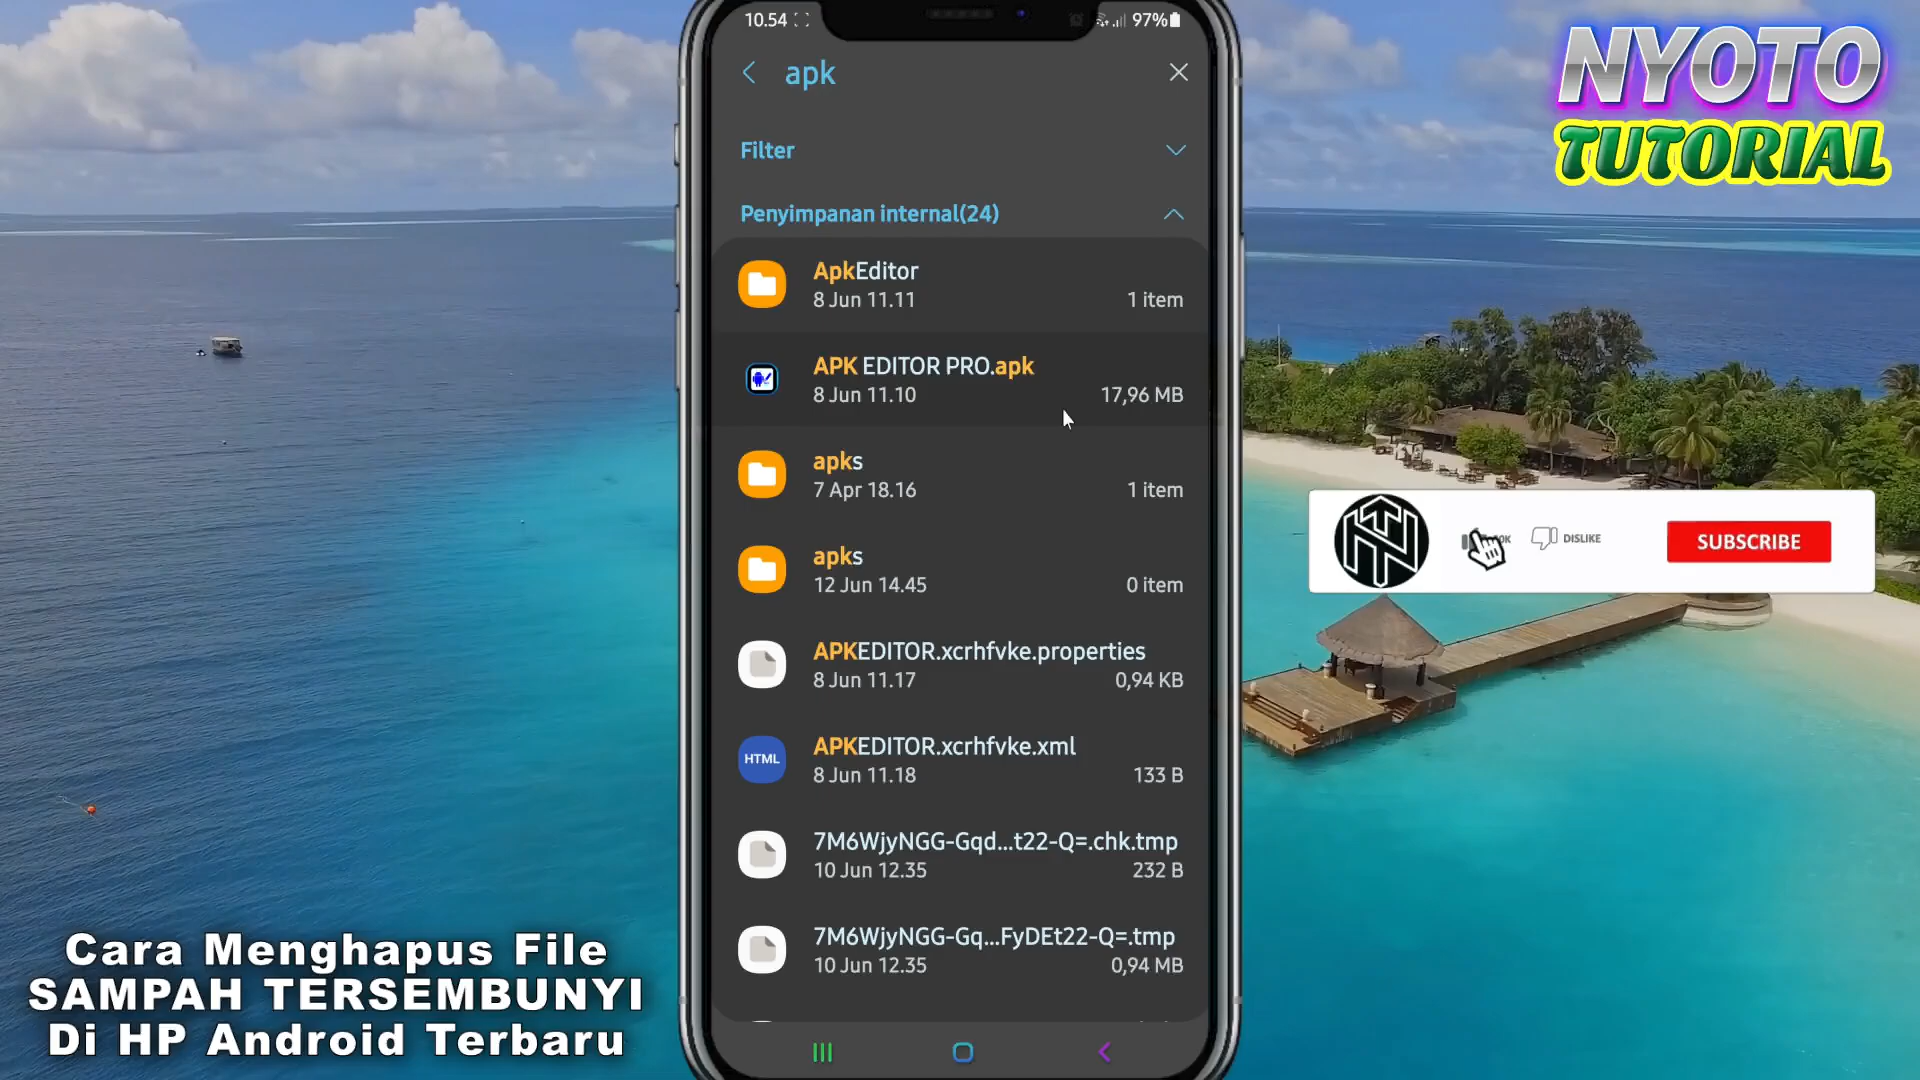 10.54
97%
apk
Filter
Penyimpanan internal(24)
ApkEditor
8 Jun 11.11
1 item
APK EDITOR PRO.apk
8 Jun 11.10
17,96 MB
apks
7 Apr 18.16
1 item
apks
12 Jun 14.45
0 item
APKEDITOR.xcrhfvke.properties
8 Jun 11.17
0,94 KB
HTML
APKEDITOR.xcrhfvke.xml
8 Jun 11.18
133 B
7M6WjyNGG-Gqd...t22-Q=.chk.tmp
10 Jun 12.35
232 B
7M6WjyNGG-Gq...FyDEt22-Q=.tmp
10 Jun 12.35
0,94 MB
NYOTO
TUTORIAL
DISLIKE
SUBSCRIBE
Cara Menghapus File
SAMPAH TERSEMBUNYI
Di HP Android Terbaru